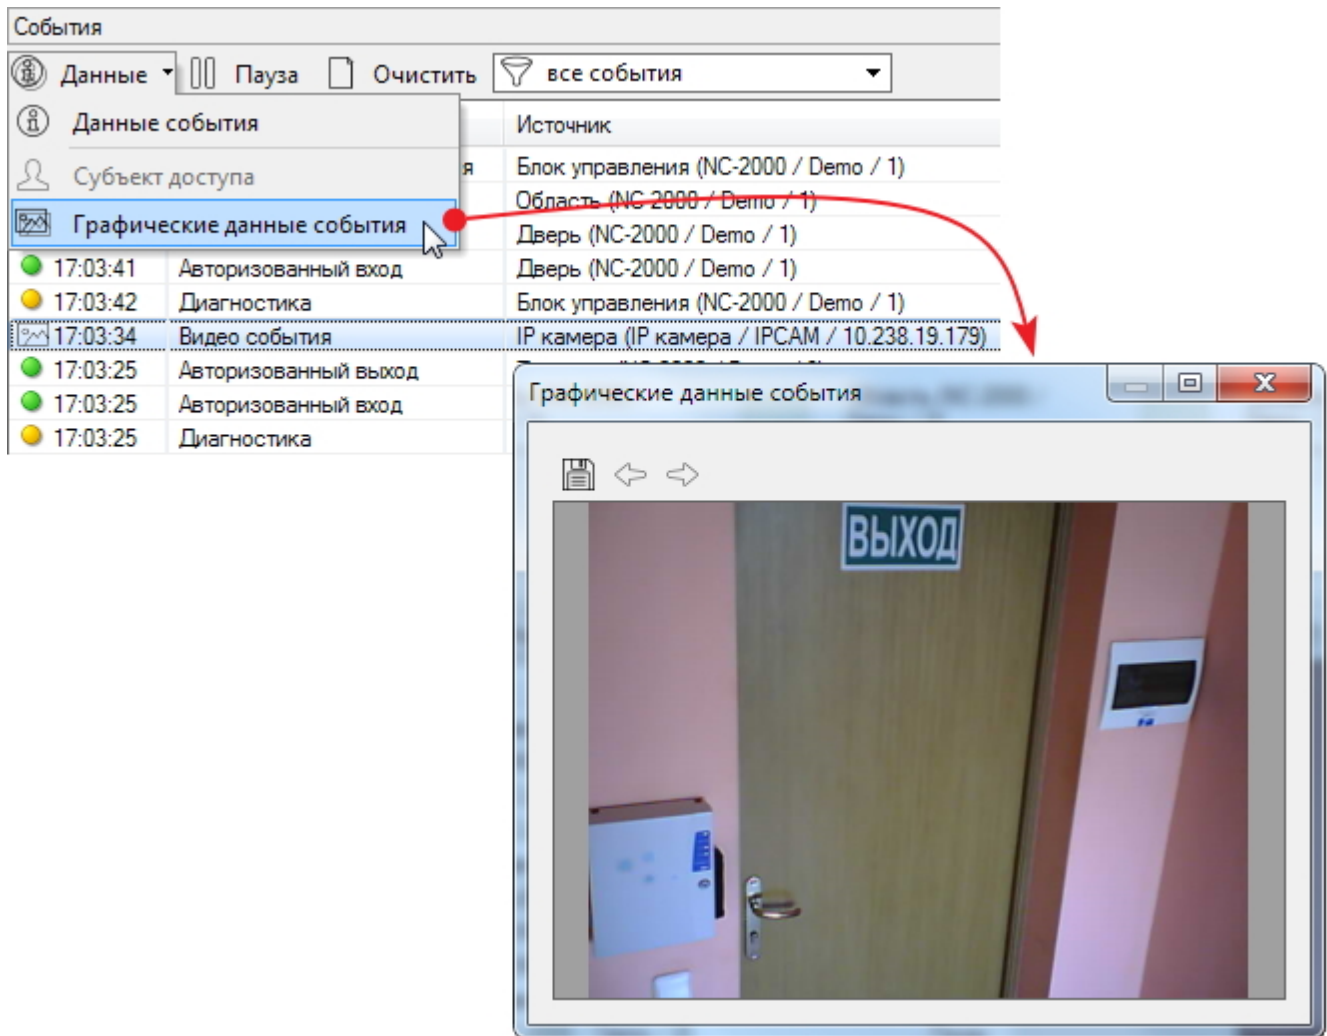 События
Данные Пауза Очистить все события
Данные события
Источник
Субъект доступа
я Блок управления (NC-2000 / Demo / 1)
Область (NC-2000 / Demo / 1)
Графические данные события
Дверь (NC-2000 / Demo / 1)
17:03:41 Авторизованный вход Дверь (NC-2000 / Demo / 1)
17:03:42 Диагностика Блок управления (NC-2000 / Demo / 1)
17:03:34 Видео события IP камера (IP камера / IPCAM / 10.238.19.179)
17:03:25 Авторизованный выход
17:03:25 Авторизованный вход
17:03:25 Диагностика
Графические данные события
ВЫХОД